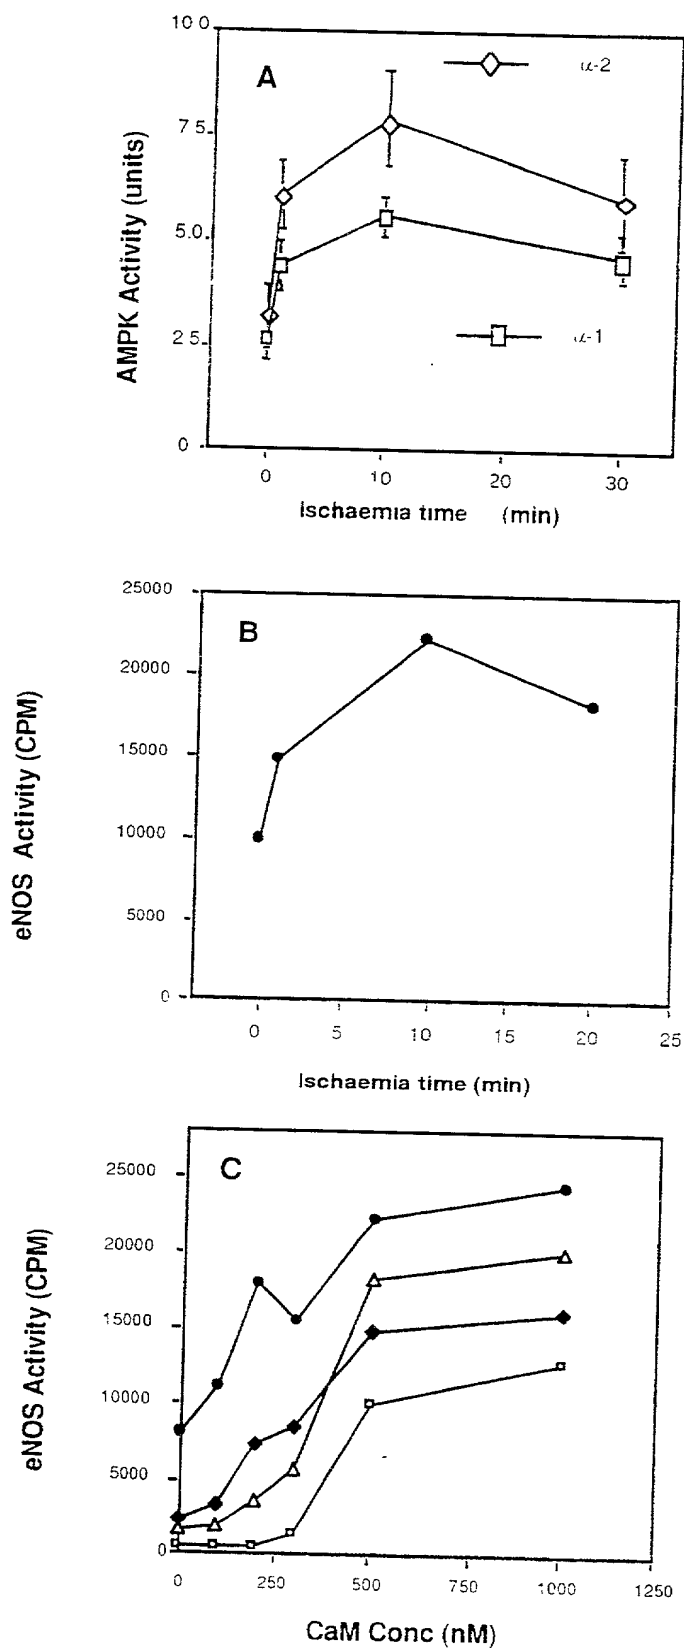 10 0
A
α-2
7 5
5.0
α-1
2 5
0
AMPK Activity (units)
0 10 20 30
Ischaemia time (min)
25000
B
20000
15000
10000
5000
0
eNOS Activity (CPM)
0 5 10 15 20 25
Ischaemia time (min)
C
25000
20000
15000
10000
5000
0
eNOS Activity (CPM)
0 250 500 750 1000 1250
CaM Conc (nM)